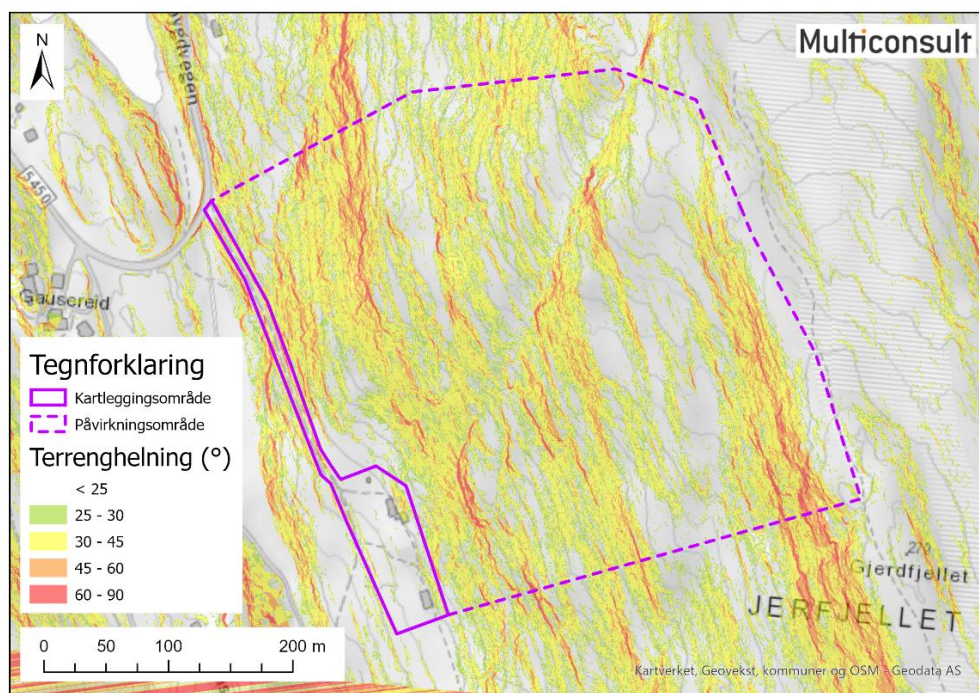 N
Multiconsult
5450
Gausereid
Tegnforklaring
Kartleggingsområde
Påvirkningsområde
Terrenghelning (°)
< 25
25 - 30
30 - 45
45 - 60
60 - 90
0 50 100 200 m
Gjerdfjellet
JERFJELLET
Kartverket, Geovekst, kommuner og OSM - Geodata AS